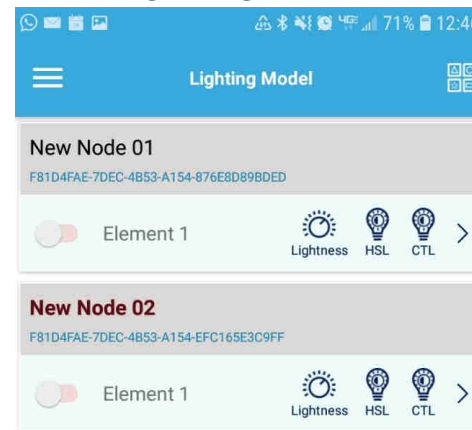 71% 12:46
Lighting Model
New Node 01
F81D4FAE-7DEC-4B53-A154-876E8D89BDED
Element 1
Lightness HSL CTL
New Node 02
F81D4FAE-7DEC-4B53-A154-EFC165E3C9FF
Element 1
Lightness HSL CTL